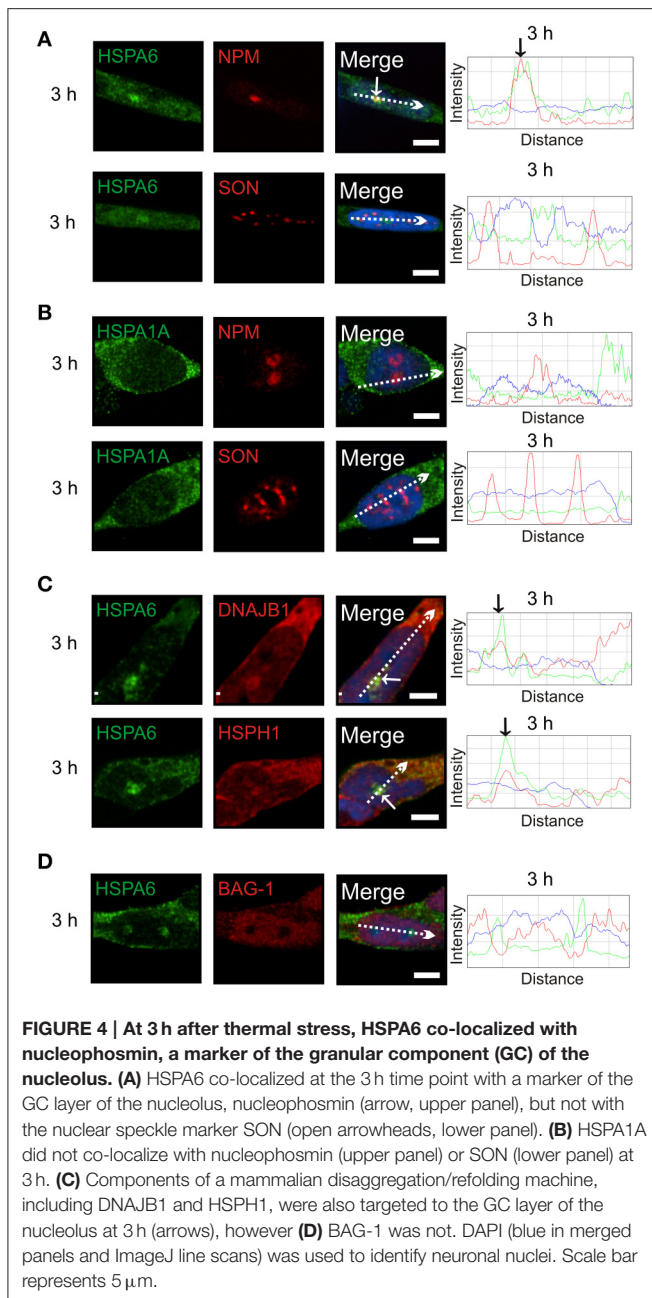 A
3 h
HSPA6
NPM
Merge
3 h
Intensity
Distance
3 h
HSPA6
SON
Merge
3 h
Intensity
Distance
B
3 h
HSPA1A
NPM
Merge
3 h
Intensity
Distance
3 h
HSPA1A
SON
Merge
3 h
Intensity
Distance
C
3 h
HSPA6
DNAJB1
Merge
3 h
Intensity
Distance
3 h
HSPA6
HSPH1
Merge
3 h
Intensity
Distance
D
3 h
HSPA6
BAG-1
Merge
3 h
Intensity
Distance
FIGURE 4 | At 3 h after thermal stress, HSPA6 co-localized with
nucleophosmin, a marker of the granular component (GC) of the
nucleolus. (A) HSPA6 co-localized at the 3 h time point with a marker of the
GC layer of the nucleolus, nucleophosmin (arrow, upper panel), but not with
the nuclear speckle marker SON (open arrowheads, lower panel). (B) HSPA1A
did not co-localize with nucleophosmin (upper panel) or SON (lower panel) at
3 h. (C) Components of a mammalian disaggregation/refolding machine,
including DNAJB1 and HSPH1, were also targeted to the GC layer of the
nucleolus at 3 h (arrows), however (D) BAG-1 was not. DAPI (blue in merged
panels and ImageJ line scans) was used to identify neuronal nuclei. Scale bar
represents 5 μm.